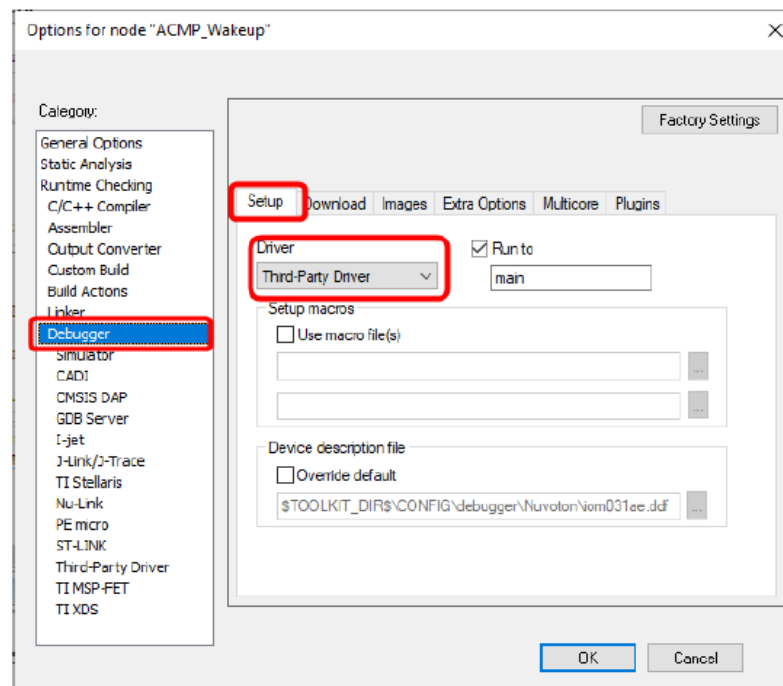 Options for node "ACMP_Wakeup"
Category:
Factory Settings
General Options
Static Analysis
Runtime Checking
C/C++ Compiler
Assembler
Output Converter
Custom Build
Build Actions
Linker
Debugger
Simulator
CADI
CMSIS DAP
GDB Server
I-jet
J-Link/J-Trace
TI Stellaris
Nu-Link
PE micro
ST-LINK
Third-Party Driver
TI MSP-FET
TI XDS
Setup Download Images Extra Options Multicore Plugins
Driver
Third-Party Driver
Run to
main
Setup macros
Use macro file(s)
...
...
Device description file
Override default
$TOOLKIT_DIR$\CONFIG\debugger\Nuvoton\iom031ae.ddf
...
OK Cancel